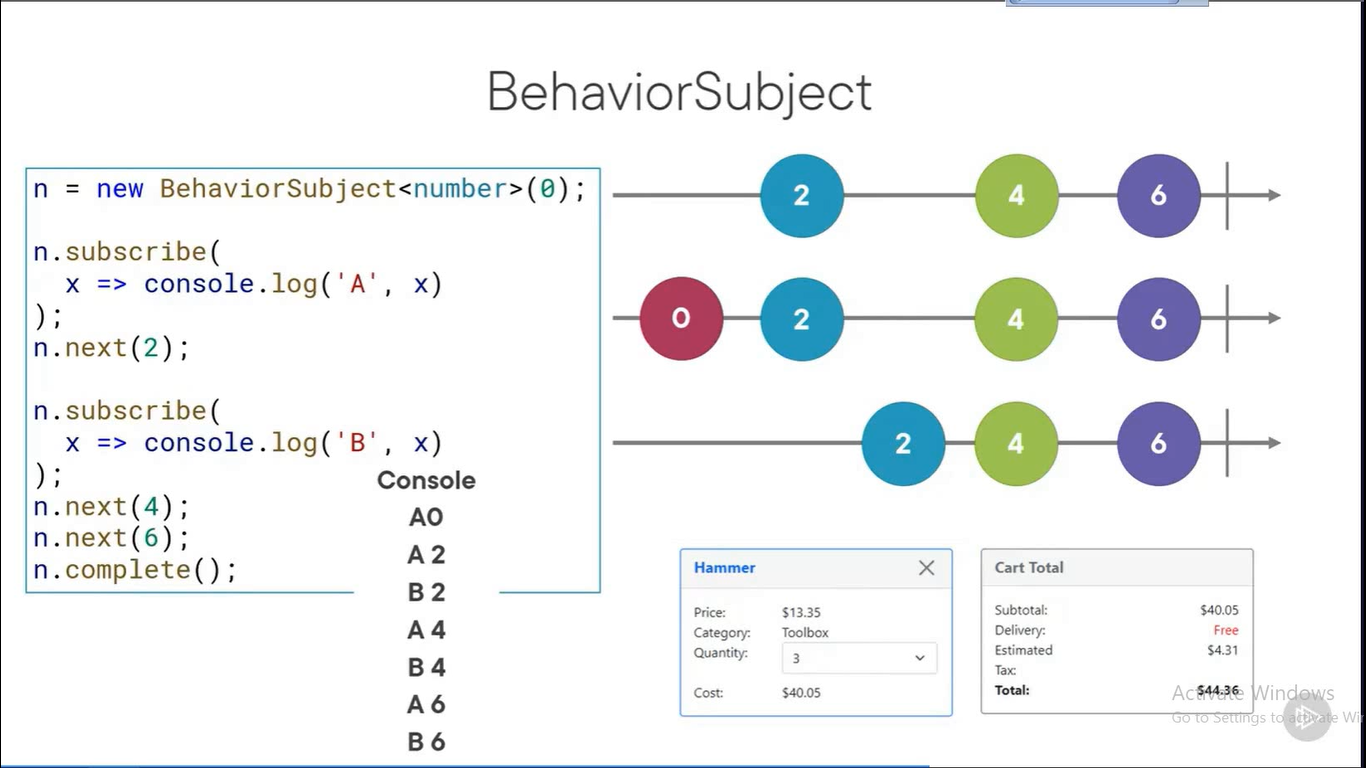 BehaviorSubject
n = new BehaviorSubject<number>(0);
n.subscribe(
x => console.log('A', x)
);
n.next(2);
n.subscribe(
x => console.log('B', x)
);
n.next(4);
n.next(6);
n.complete();
Console
A0
A 2
B 2
A 4
B 4
A 6
B 6
2 4 6
0 2 4 6
2 4 6
Hammer
Price: $13.35
Category: Toolbox
Quantity: 3
Cost: $40.05
Cart Total
Subtotal: $40.05
Delivery: Free
Estimated $4.31
Tax:
Total: $44.36
Activate Windows
Go to Settings to activate Wi